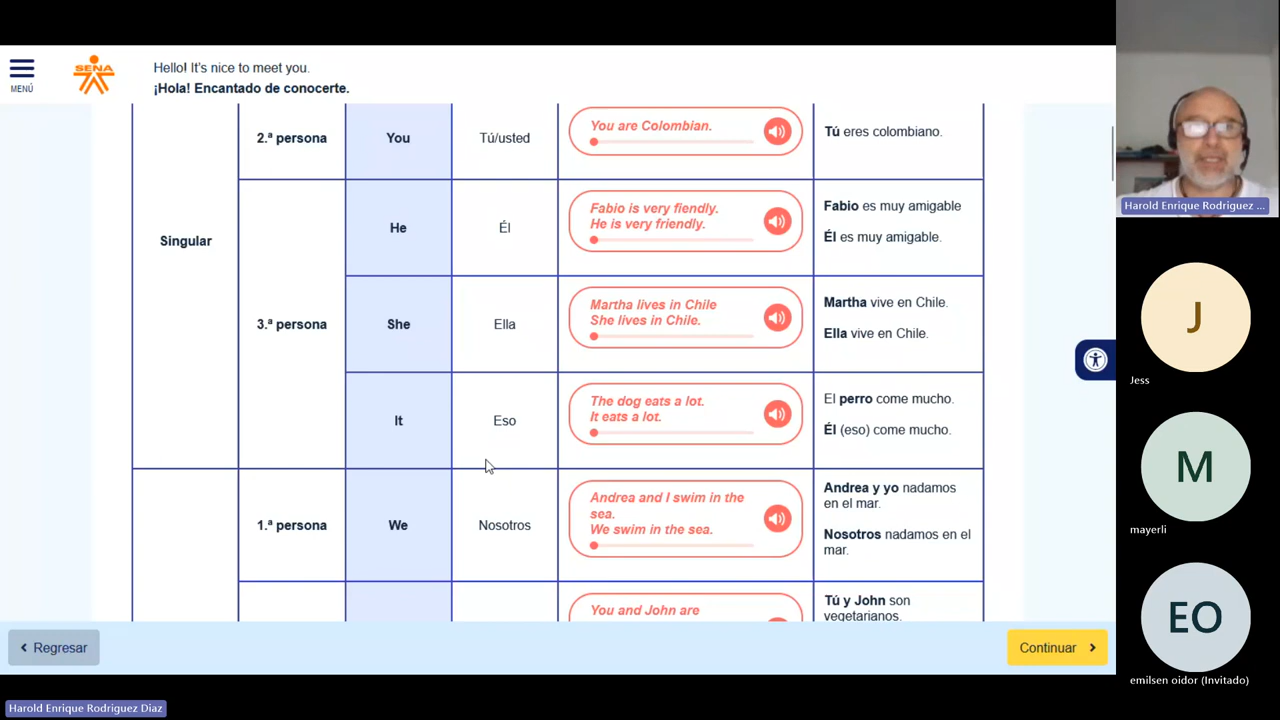 MENÚ
SENA
Hello! It's nice to meet you.
¡Hola! Encantado de conocerte.
Singular
2.ª persona
You
Tú/usted
You are Colombian.
Tú eres colombiano.
3.ª persona
He
Él
Fabio is very fiendly.
He is very friendly.
Fabio es muy amigable
Él es muy amigable.
She
Ella
Martha lives in Chile
She lives in Chile.
Martha vive en Chile.
Ella vive en Chile.
It
Eso
The dog eats a lot.
It eats a lot.
El perro come mucho.
Él (eso) come mucho.
1.ª persona
We
Nosotros
Andrea and I swim in the
sea.
We swim in the sea.
Andrea y yo nadamos
en el mar.
Nosotros nadamos en el
mar.
You and John are
Tú y John son
vegetarianos.
Regresar
Continuar
Harold Enrique Rodriguez Diaz
Harold Enrique Rodriguez ...
J
Jess
M
mayerli
EO
emilsen oidor (Invitado)